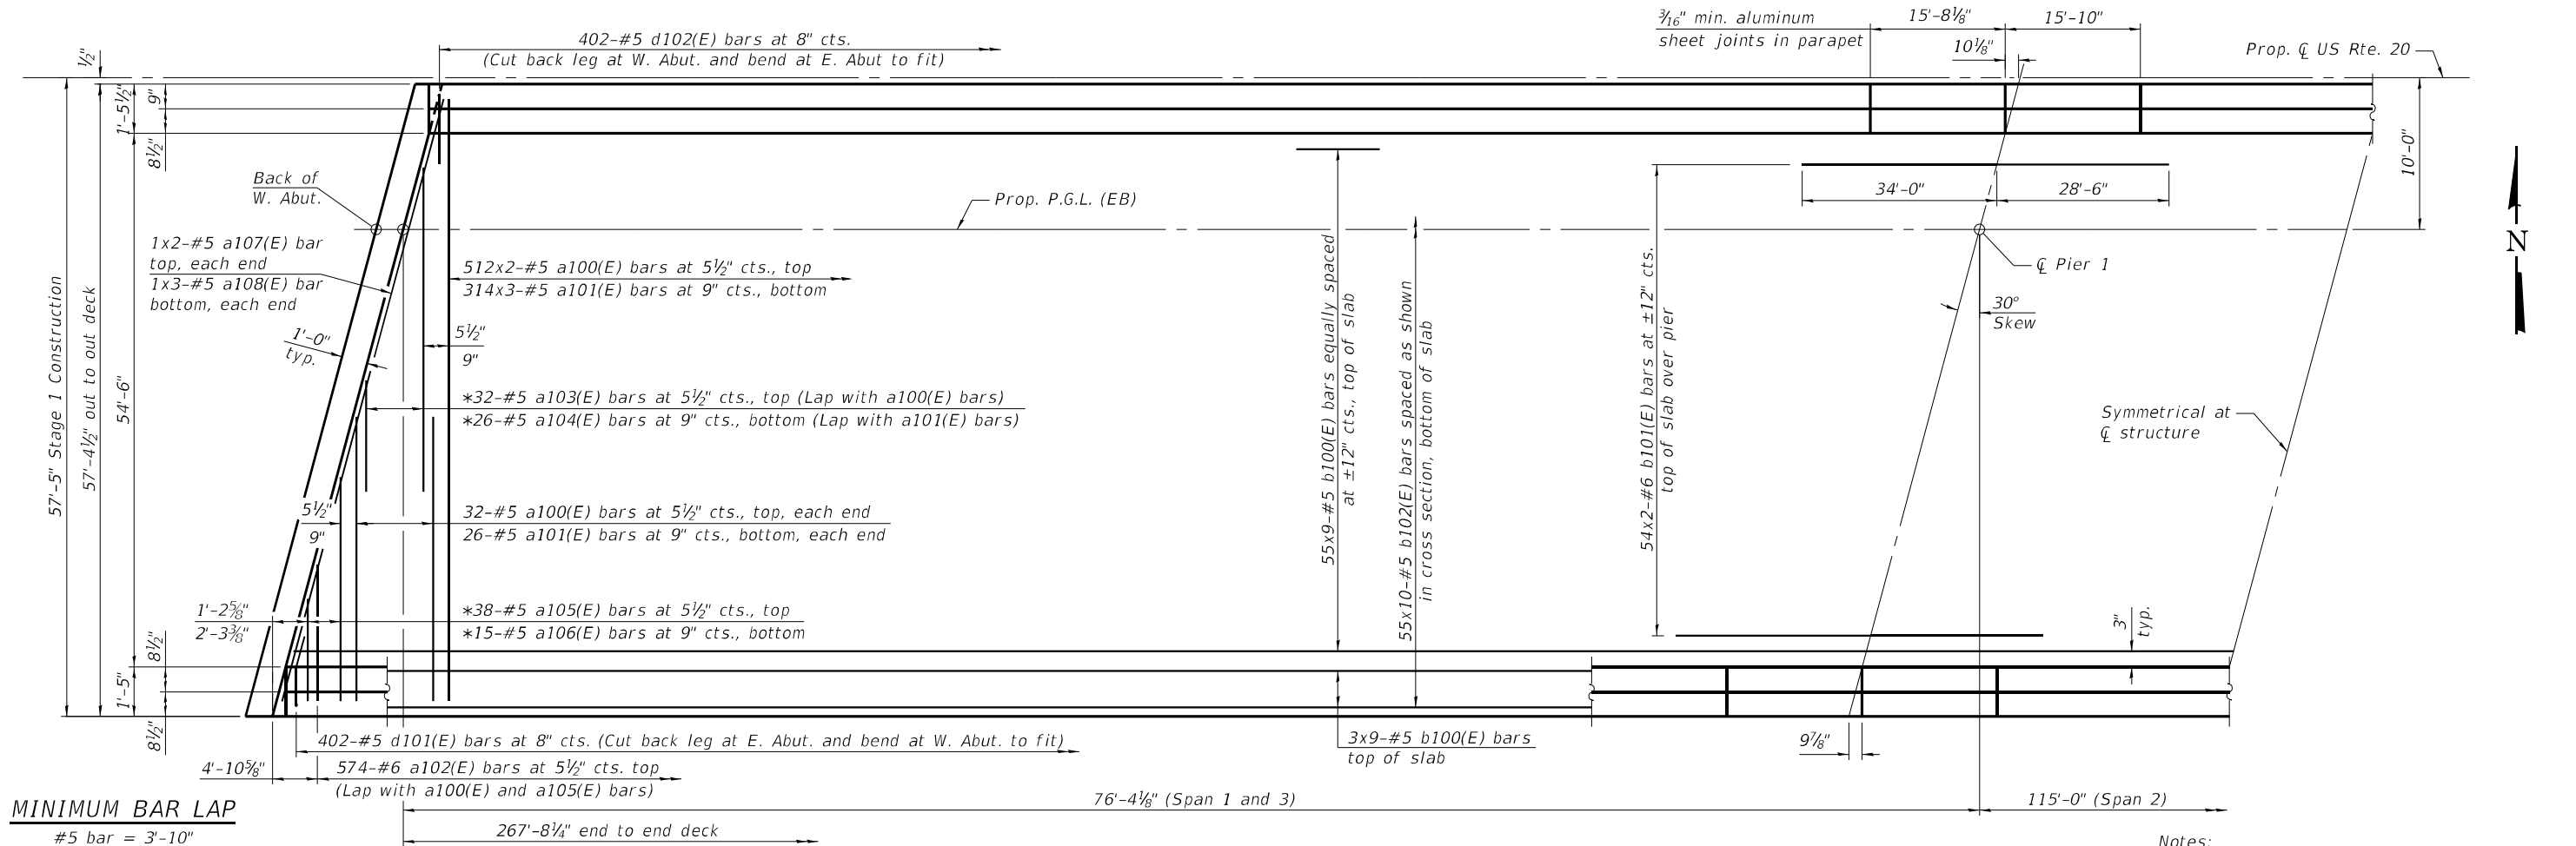 402-#5 d102(E) bars at 8" cts.
(Cut back leg at W. Abut. and bend at E. Abut to fit)
3/16" min. aluminum
sheet joints in parapet
15'-8⅛"
15'-10"
10⅛"
Prop. ℄ US Rte. 20
½"
1'-5½"
9"
8½"
10'-0"
Back of
W. Abut.
Prop. P.G.L. (EB)
34'-0"
28'-6"
N
1x2-#5 a107(E) bar
top, each end
1x3-#5 a108(E) bar
bottom, each end
512x2-#5 a100(E) bars at 5½" cts., top
314x3-#5 a101(E) bars at 9" cts., bottom
℄ Pier 1
30°
Skew
1'-0"
typ.
5½"
9"
57'-5" Stage 1 Construction
57'-4½" out to out deck
54'-6"
55x9-#5 b100(E) bars equally spaced
at ±12" cts., top of slab
55x10-#5 b102(E) bars spaced as shown
in cross section, bottom of slab
54x2-#6 b101(E) bars at ±12" cts.
top of slab over pier
*32-#5 a103(E) bars at 5½" cts., top (Lap with a100(E) bars)
*26-#5 a104(E) bars at 9" cts., bottom (Lap with a101(E) bars)
Symmetrical at
℄ structure
5½"
9"
32-#5 a100(E) bars at 5½" cts., top, each end
26-#5 a101(E) bars at 9" cts., bottom, each end
1'-2⅝"
2'-3⅜"
*38-#5 a105(E) bars at 5½" cts., top
*15-#5 a106(E) bars at 9" cts., bottom
3"
typ.
8½"
1'-5"
8½"
402-#5 d101(E) bars at 8" cts. (Cut back leg at E. Abut. and bend at W. Abut. to fit)
3x9-#5 b100(E) bars
top of slab
9⅞"
4'-10⅝"
574-#6 a102(E) bars at 5½" cts. top
(Lap with a100(E) and a105(E) bars)
MINIMUM BAR LAP
#5 bar = 3'-10"
76'-4⅛" (Span 1 and 3)
115'-0" (Span 2)
267'-8¼" end to end deck
Notes: